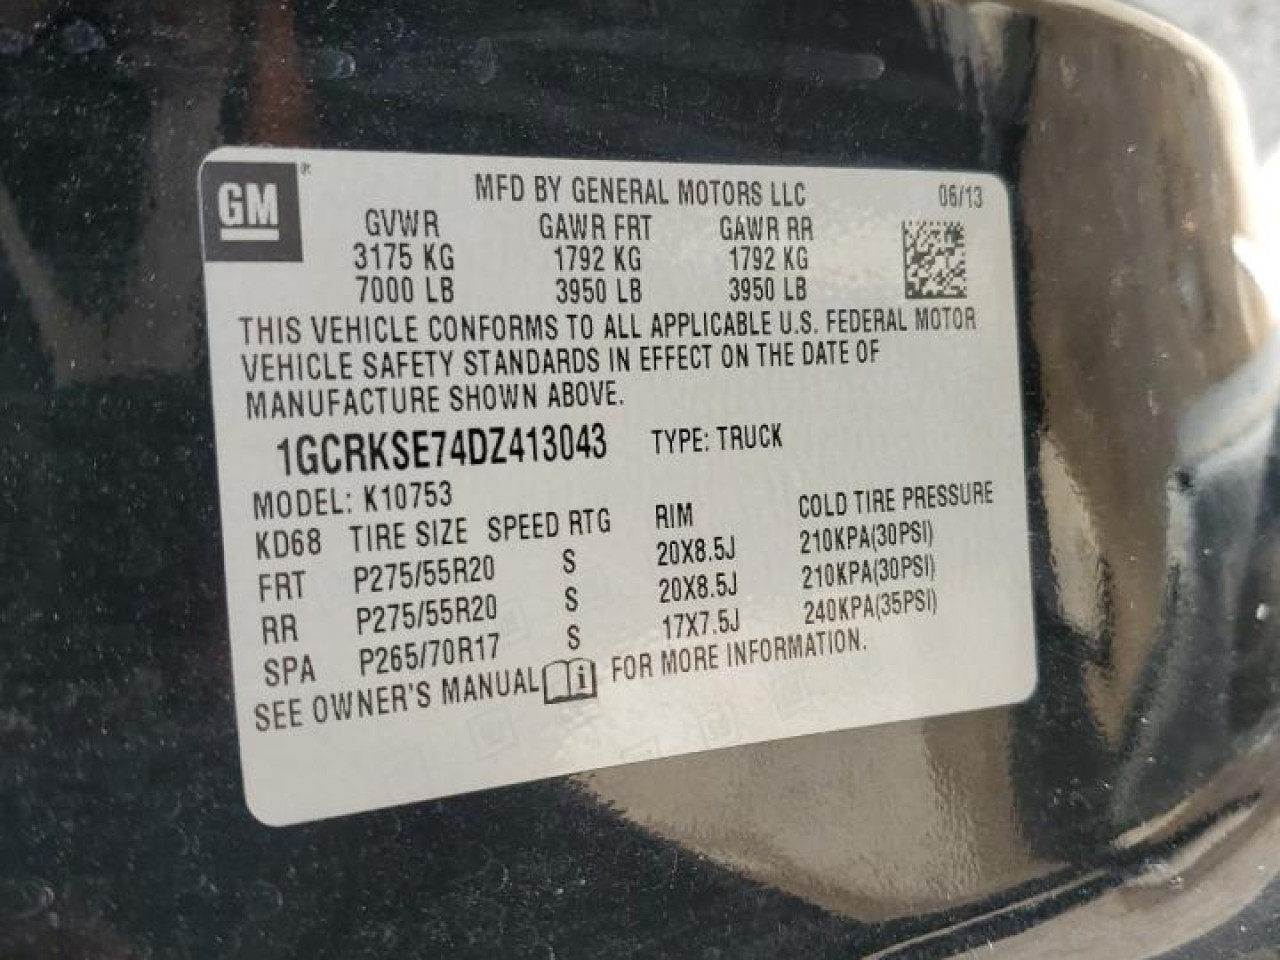 GM®
MFD BY GENERAL MOTORS LLC 06/13
GVWR GAWR FRT GAWR RR
3175 KG 1792 KG 1792 KG
7000 LB 3950 LB 3950 LB
THIS VEHICLE CONFORMS TO ALL APPLICABLE U.S. FEDERAL MOTOR
VEHICLE SAFETY STANDARDS IN EFFECT ON THE DATE OF
MANUFACTURE SHOWN ABOVE.
1GCRKSE74DZ413043 TYPE: TRUCK
MODEL: K10753
KD68 TIRE SIZE SPEED RTG RIM COLD TIRE PRESSURE
FRT P275/55R20 S 20X8.5J 210KPA(30PSI)
RR P275/55R20 S 20X8.5J 210KPA(30PSI)
SPA P265/70R17 S 17X7.5J 240KPA(35PSI)
SEE OWNER'S MANUAL i FOR MORE INFORMATION.